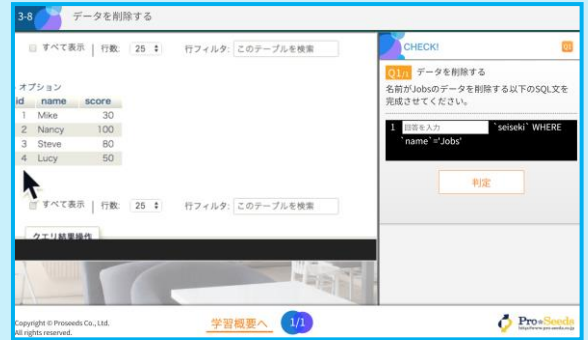 3-8 データを削除する
すべて表示 | 行数: 25 行フィルタ: このテーブルを検索
オプション
id name score
1 Mike 30
2 Nancy 100
3 Steve 80
4 Lucy 50
すべて表示 | 行数: 25 行フィルタ: このテーブルを検索
クエリ結果操作
CHECK!
Q1
Q1/1 データを削除する
名前がJobsのデータを削除する以下のSQL文を
完成させてください。
1 回答を入力 `seiseki` WHERE
`name`='Jobs'
判定
Copyright © Proseeds Co., Ltd.
All rights reserved.
学習概要へ 1/1
Pro∞Seeds